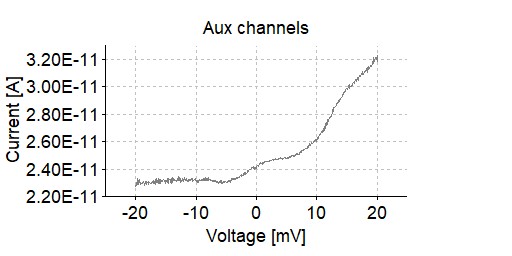 Aux channels
Current [A]
3.20E-11
3.00E-11
2.80E-11
2.60E-11
2.40E-11
2.20E-11
-20 -10 0 10 20
Voltage [mV]